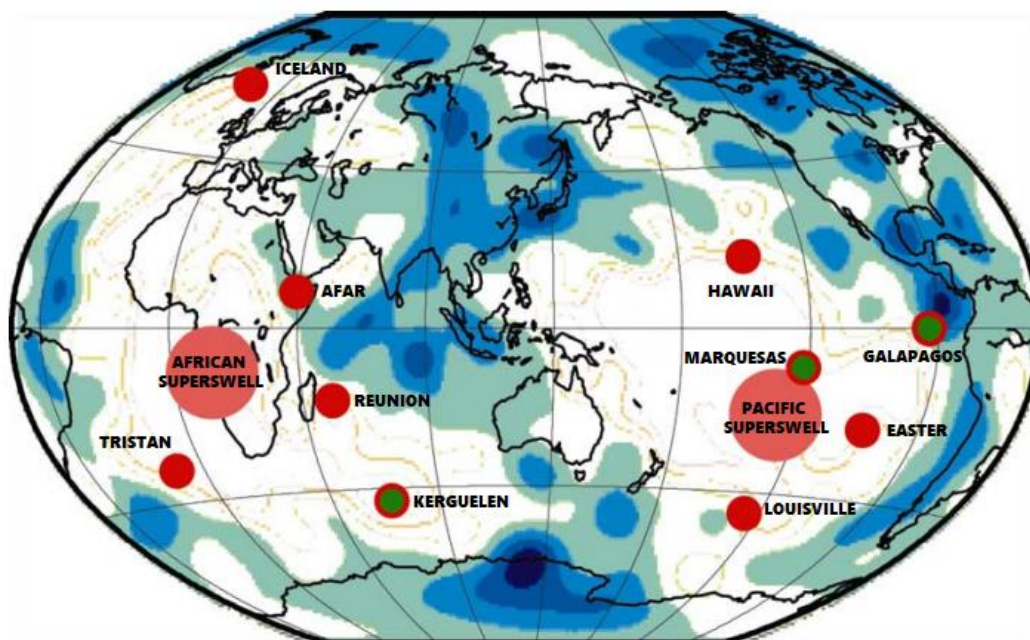 ICELAND
AFAR
HAWAII
AFRICAN
SUPERSWELL
MARQUESAS
GALAPAGOS
REUNION
PACIFIC
SUPERSWELL
EASTER
TRISTAN
KERGUELEN
LOUISVILLE